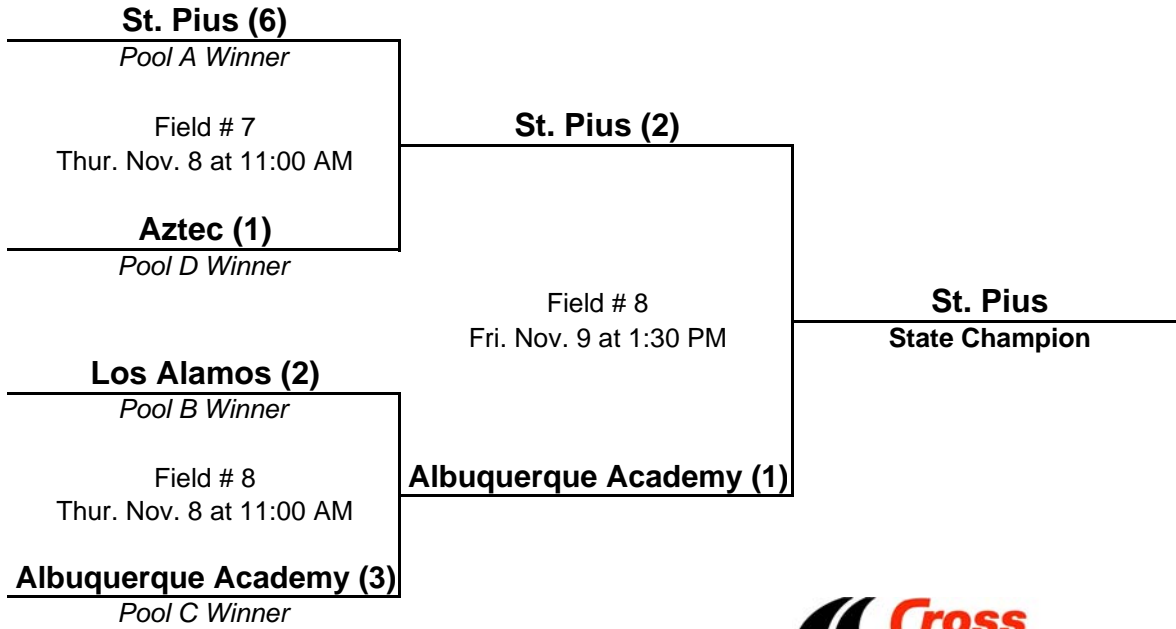 St. Pius (6)
Pool A Winner
Field # 7
Thur. Nov. 8 at 11:00 AM
Aztec (1)
Pool D Winner
St. Pius (2)
Field # 8
Fri. Nov. 9 at 1:30 PM
St. Pius
State Champion
Los Alamos (2)
Pool B Winner
Field # 8
Thur. Nov. 8 at 11:00 AM
Albuquerque Academy (3)
Pool C Winner
Albuquerque Academy (1)
Cross